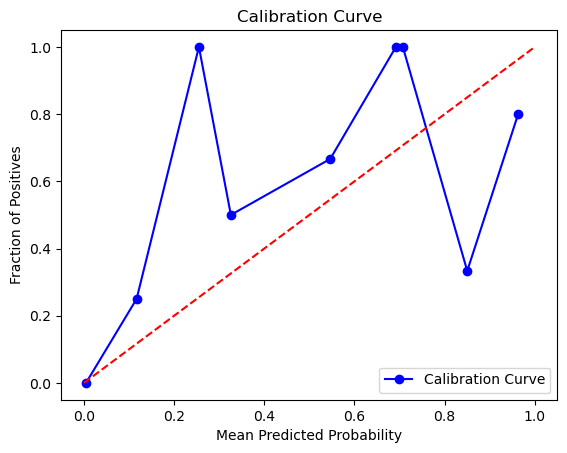 Calibration Curve
1.0
0.8
0.6
0.4
0.2
0.0
Fraction of Positives
0.0 0.2 0.4 0.6 0.8 1.0
Mean Predicted Probability
Calibration Curve